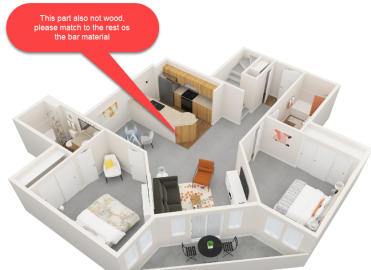 This part also not wood,
please match to the rest os
the bar material